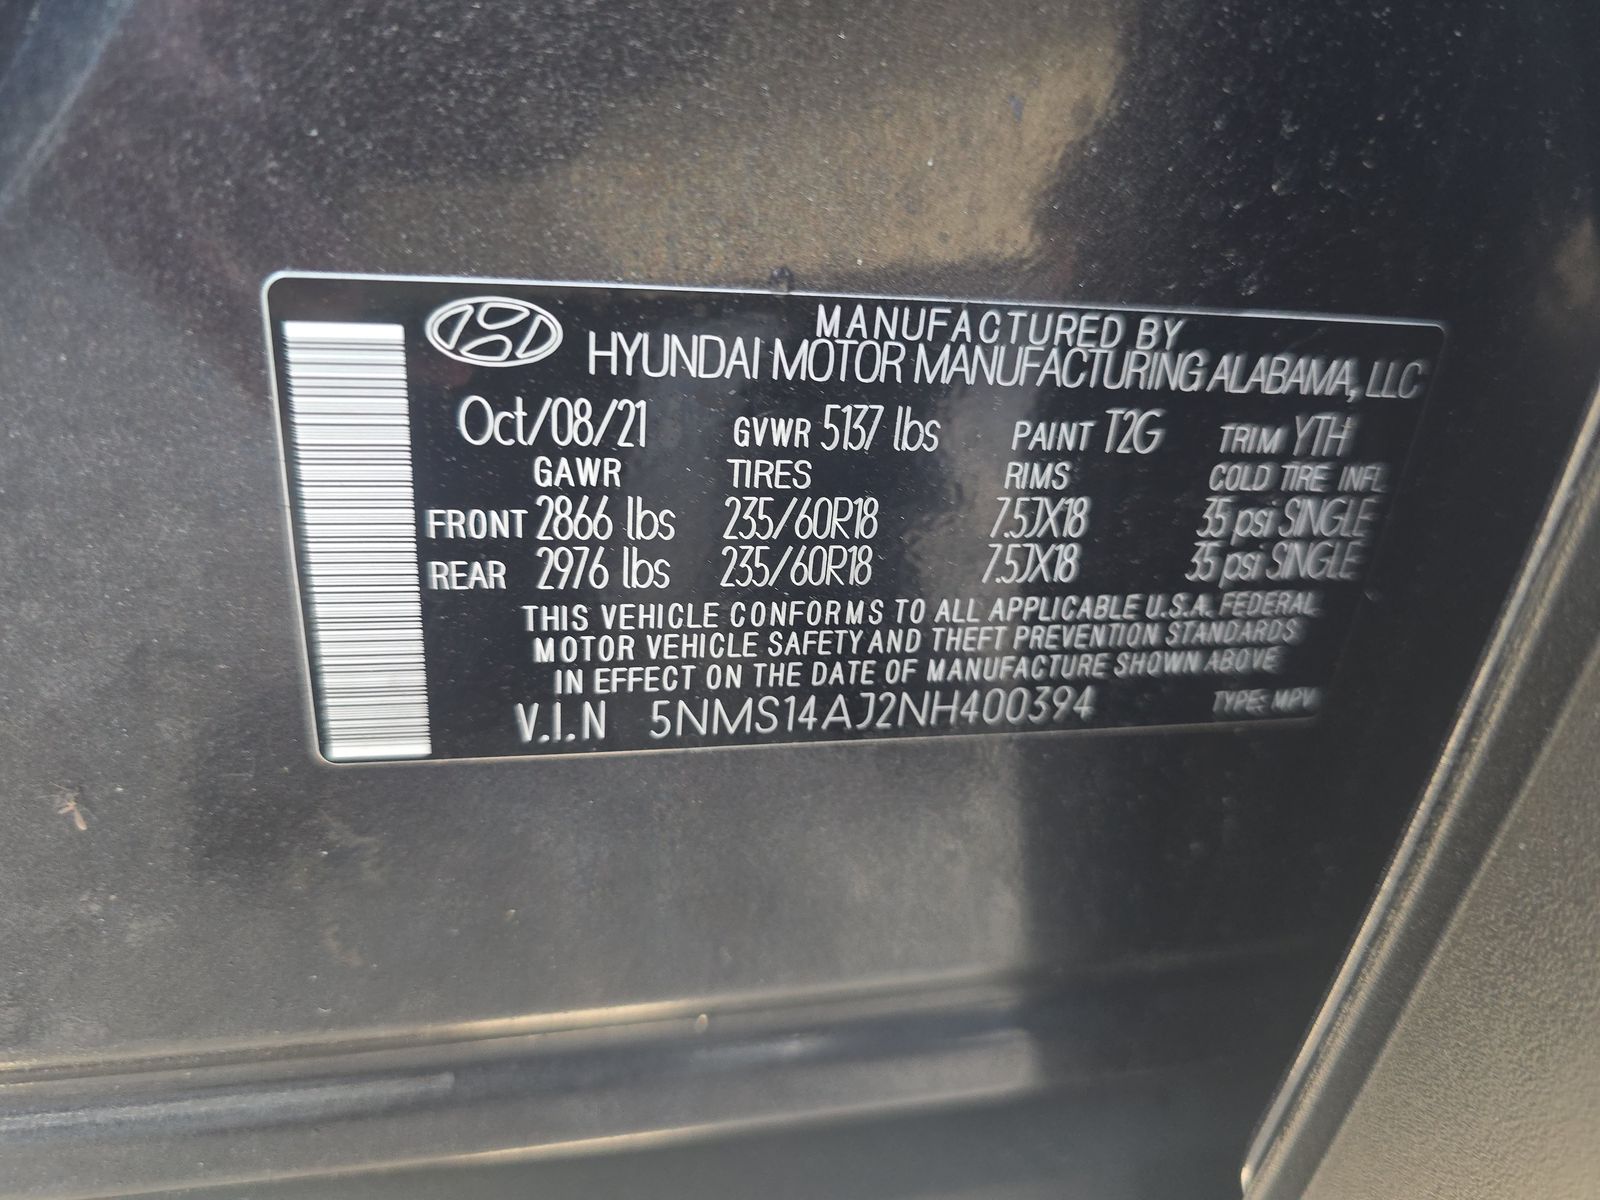 MANUFACTURED BY
HYUNDAI MOTOR MANUFACTURING ALABAMA, LLC
Oct/08/21 GVWR 5137 lbs PAINT T2G TRIM YTH
GAWR TIRES RIMS COLD TIRE INFL
FRONT 2866 lbs 235/60R18 7.5JX18 35 psi SINGLE
REAR 2976 lbs 235/60R18 7.5JX18 35 psi SINGLE
THIS VEHICLE CONFORMS TO ALL APPLICABLE U.S.A. FEDERAL
MOTOR VEHICLE SAFETY AND THEFT PREVENTION STANDARDS
IN EFFECT ON THE DATE OF MANUFACTURE SHOWN ABOVE
V.I.N 5NMS14AJ2NH400394 TYPE: MPV